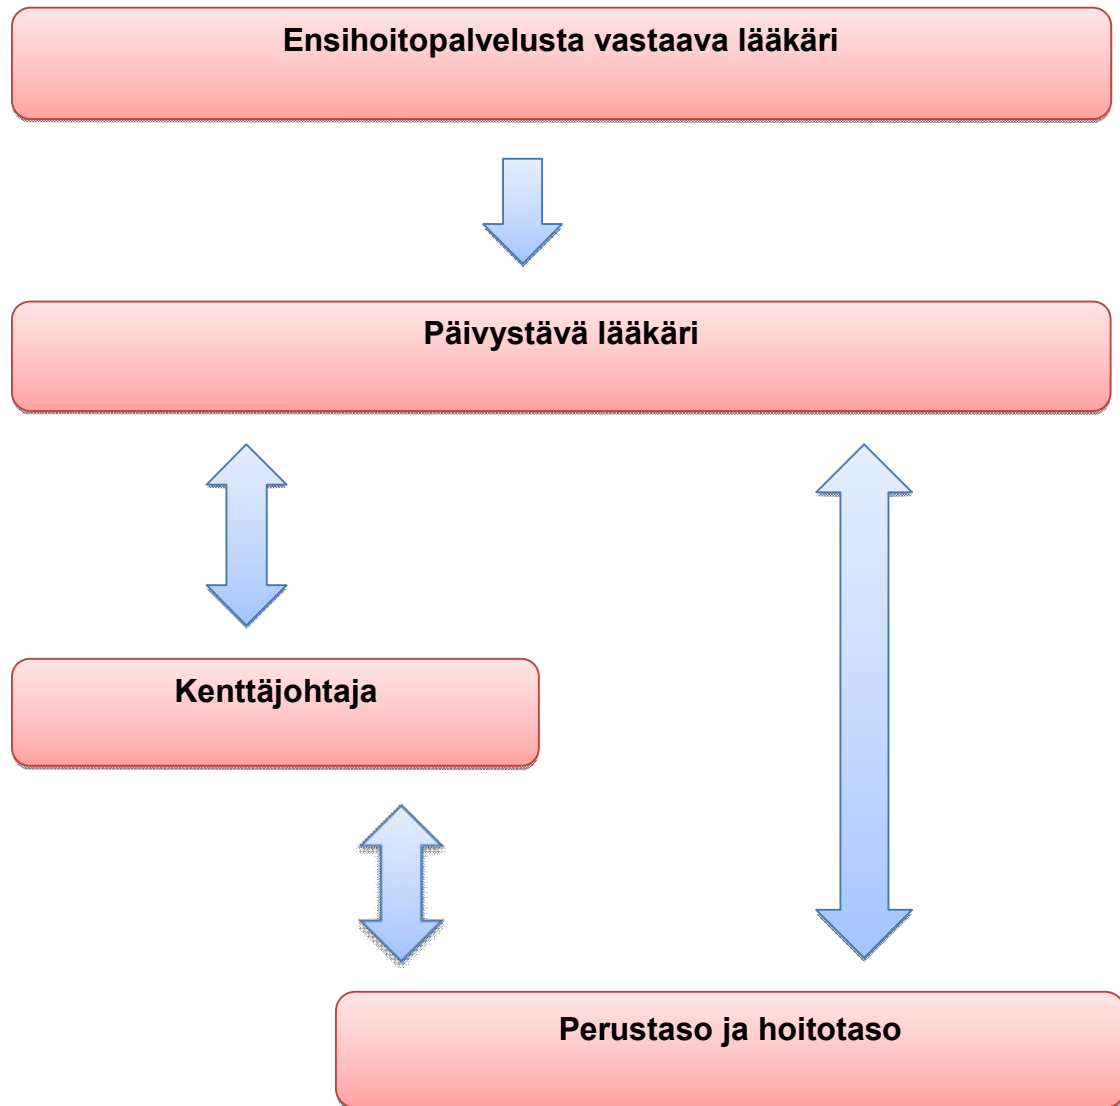 Ensihoitopalvelusta vastaava lääkäri
Päivystävä lääkäri
Kenttäjohtaja
Perustaso ja hoitotaso